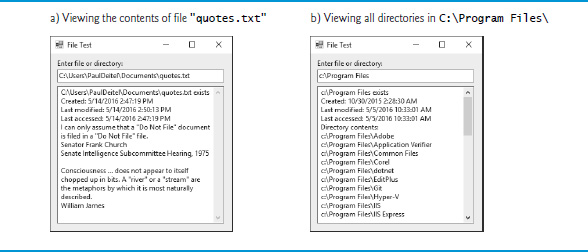 a) Viewing the contents of file "quotes.txt"
File Test
Enter file or directory:
C:\Users\PaulDeitel\Documents\quotes.txt
C:\Users\PaulDeitel\Documents\quotes.txt exists
Created: 5/14/2016 2:47:19 PM
Last modified: 5/14/2016 2:50:13 PM
Last accessed: 5/14/2016 2:47:19 PM
I can only assume that a "Do Not File" document
is filed in a "Do Not File" file.
Senator Frank Church
Senate Intelligence Subcommittee Hearing, 1975
Consciousness ... does not appear to itself
chopped up in bits. A "river" or a "stream" are
the metaphors by which it is most naturally
described.
William James
b) Viewing all directories in C:\Program Files\
File Test
Enter file or directory:
c:\Program Files
c:\Program Files exists
Created: 10/30/2015 2:28:30 AM
Last modified: 5/5/2016 10:33:01 AM
Last accessed: 5/5/2016 10:33:01 AM
Directory contents:
c:\Program Files\Adobe
c:\Program Files\Application Verifier
c:\Program Files\Common Files
c:\Program Files\Corel
c:\Program Files\dotnet
c:\Program Files\EditPlus
c:\Program Files\Git
c:\Program Files\Hyper-V
c:\Program Files\IIS
c:\Program Files\IIS Express